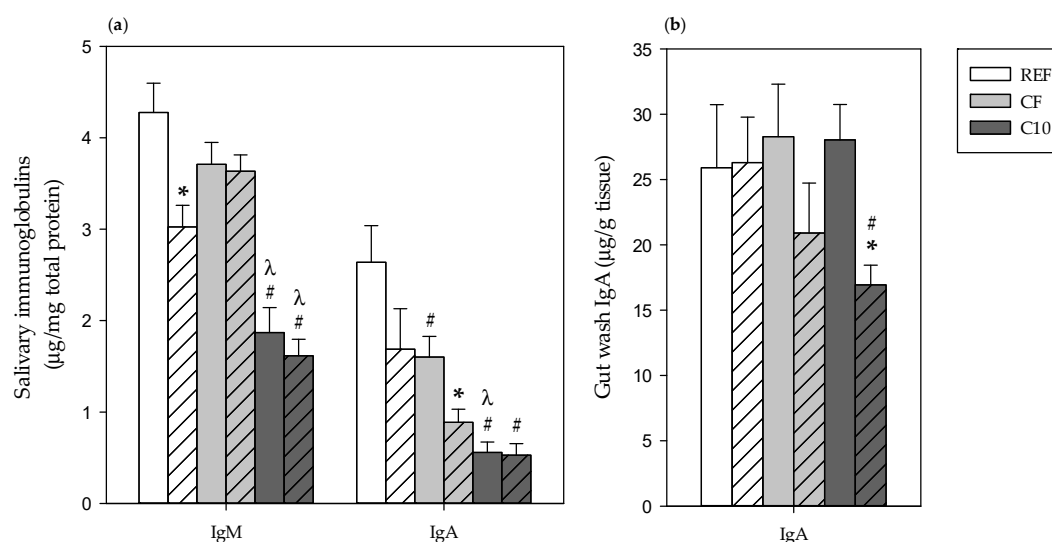 (a)
Salivary immunoglobulins
(µg/mg total protein)
5
4
3
2
1
0
*
λ
#
λ
#
#
*
λ
#
#
IgM
IgA
(b)
Gut wash IgA (µg/g tissue)
35
30
25
20
15
10
5
0
#
*
IgA
REF
CF
C10